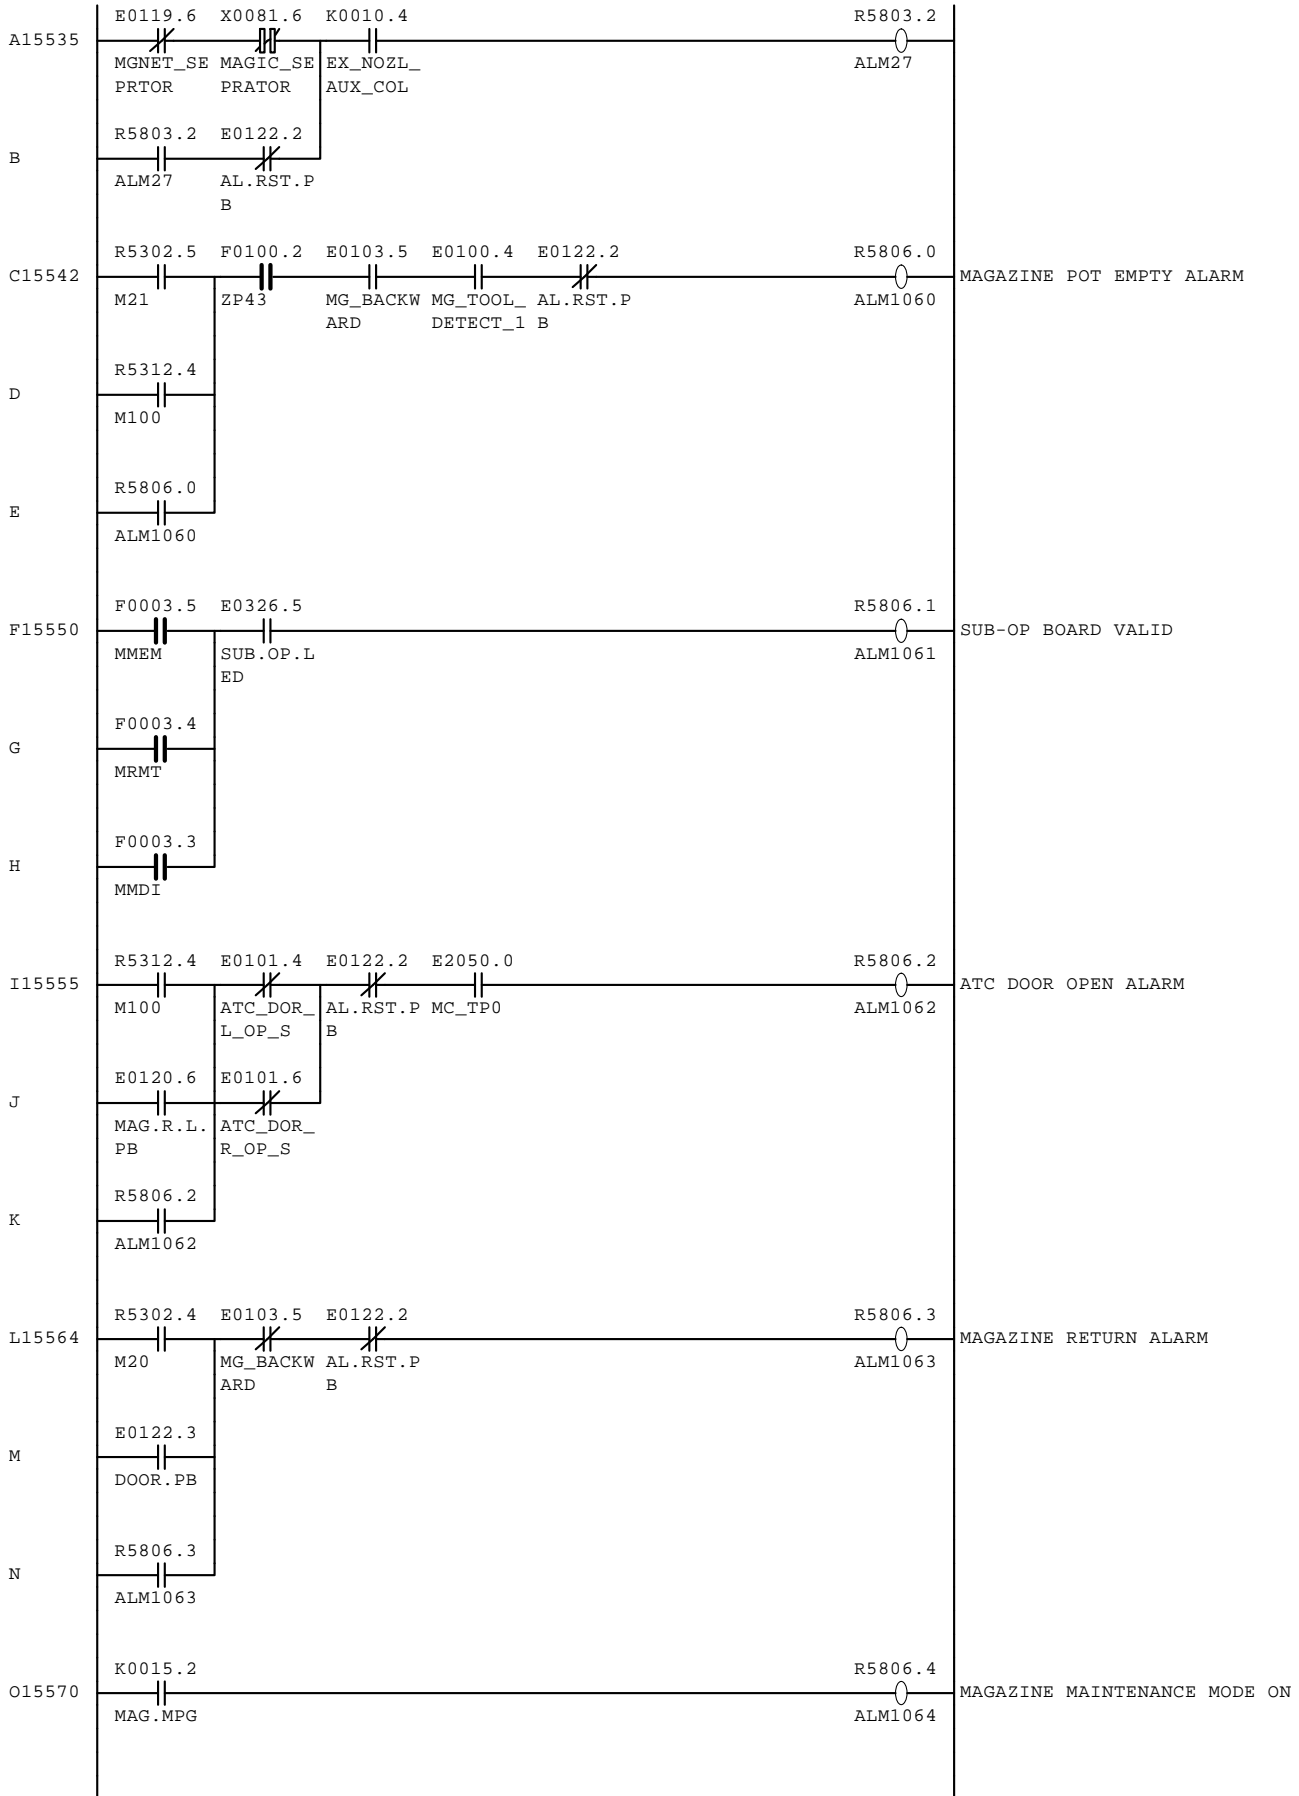 E0119.6 X0081.6 K0010.4 R5803.2
A15535
MGNET_SE MAGIC_SE EX_NOZL_ ALM27
PRTOR PRATOR AUX_COL
R5803.2 E0122.2
B
ALM27 AL.RST.P
B
R5302.5 F0100.2 E0103.5 E0100.4 E0122.2 R5806.0
C15542 MAGAZINE POT EMPTY ALARM
M21 ZP43 MG_BACKW MG_TOOL_ AL.RST.P ALM1060
ARD DETECT_1 B
R5312.4
D
M100
R5806.0
E
ALM1060
F0003.5 E0326.5 R5806.1
F15550 SUB-OP BOARD VALID
MMEM SUB.OP.L ALM1061
ED
F0003.4
G
MRMT
F0003.3
H
MMDI
R5312.4 E0101.4 E0122.2 E2050.0 R5806.2
I15555 ATC DOOR OPEN ALARM
M100 ATC_DOR_ AL.RST.P MC_TP0 ALM1062
L_OP_S B
E0120.6 E0101.6
J
MAG.R.L. ATC_DOR_
PB R_OP_S
R5806.2
K
ALM1062
R5302.4 E0103.5 E0122.2 R5806.3
L15564 MAGAZINE RETURN ALARM
M20 MG_BACKW AL.RST.P ALM1063
ARD B
E0122.3
M
DOOR.PB
R5806.3
N
ALM1063
K0015.2 R5806.4
O15570 MAGAZINE MAINTENANCE MODE ON
MAG.MPG ALM1064